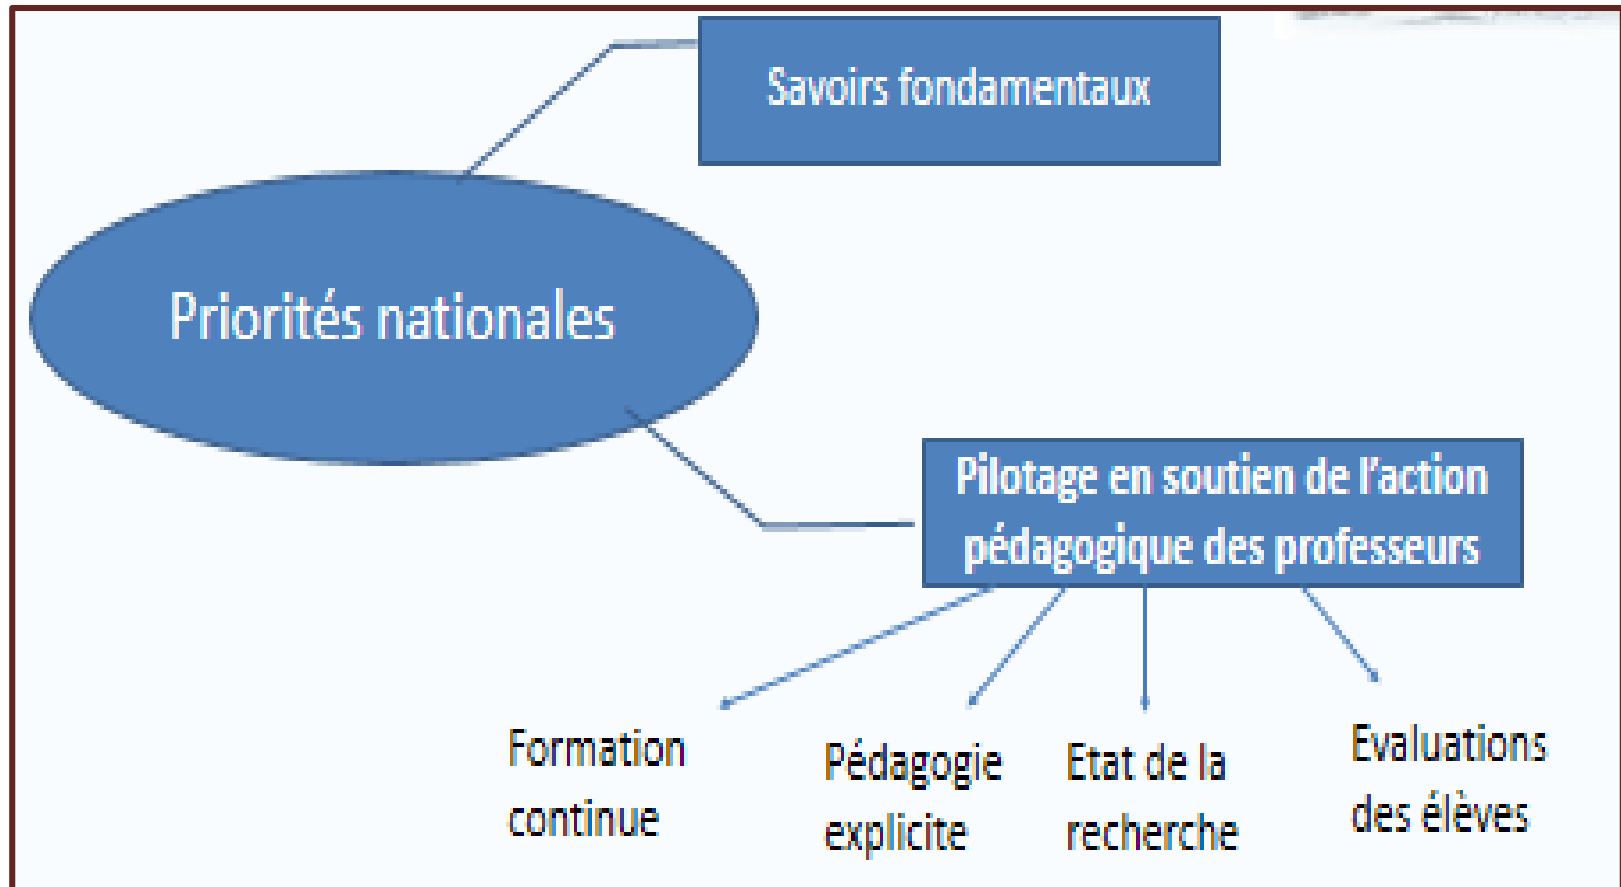 Savoirs fondamentaux
Priorités nationales
Pilotage en soutien de l'action
pédagogique des professeurs
Formation
continue
Pédagogie
explicite
Etat de la
recherche
Evaluations
des élèves